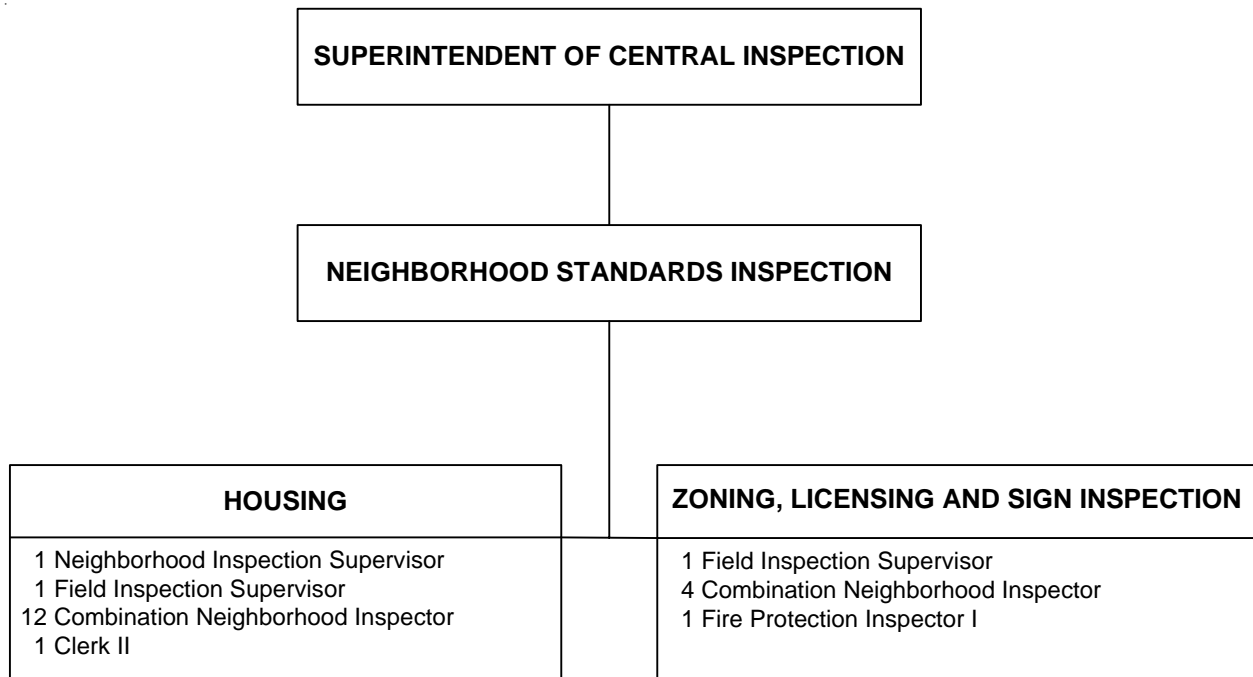 SUPERINTENDENT OF CENTRAL INSPECTION
NEIGHBORHOOD STANDARDS INSPECTION
HOUSING
1 Neighborhood Inspection Supervisor
1 Field Inspection Supervisor
12 Combination Neighborhood Inspector
1 Clerk II
ZONING, LICENSING AND SIGN INSPECTION
1 Field Inspection Supervisor
4 Combination Neighborhood Inspector
1 Fire Protection Inspector I